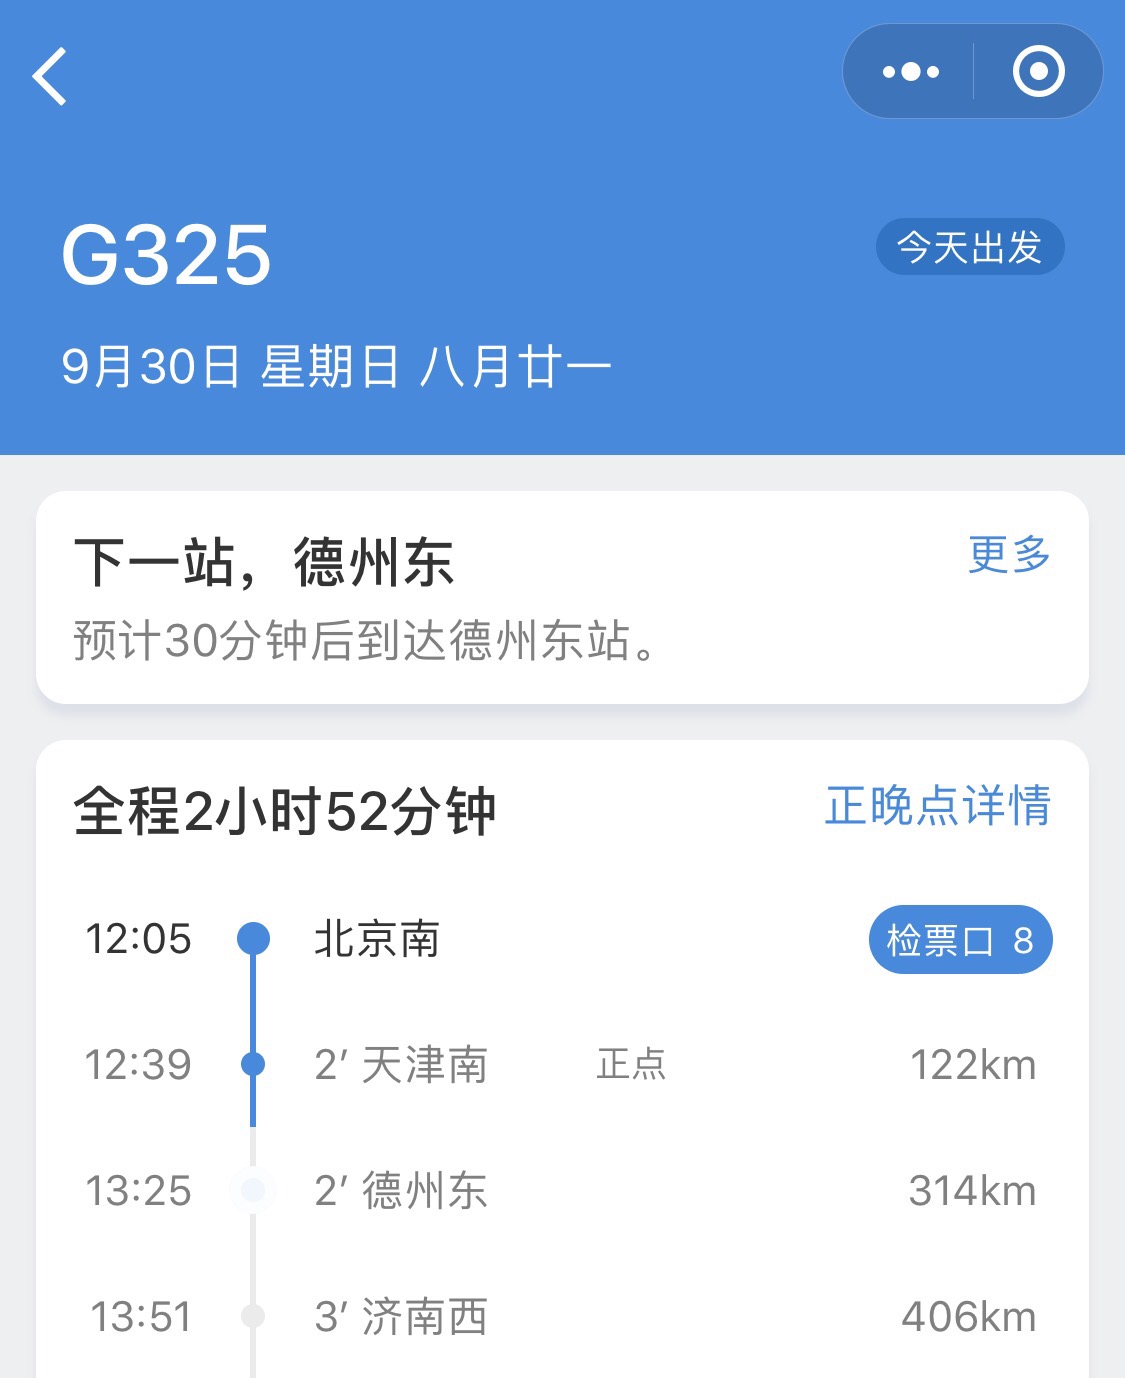 G325
今天出发
9月30日 星期日 八月廿一
下一站，德州东
更多
预计30分钟后到达德州东站。
全程2小时52分钟
正晚点详情
12:05 北京南 检票口 8
12:39 2′ 天津南 正点 122km
13:25 2′ 德州东 314km
13:51 3′ 济南西 406km